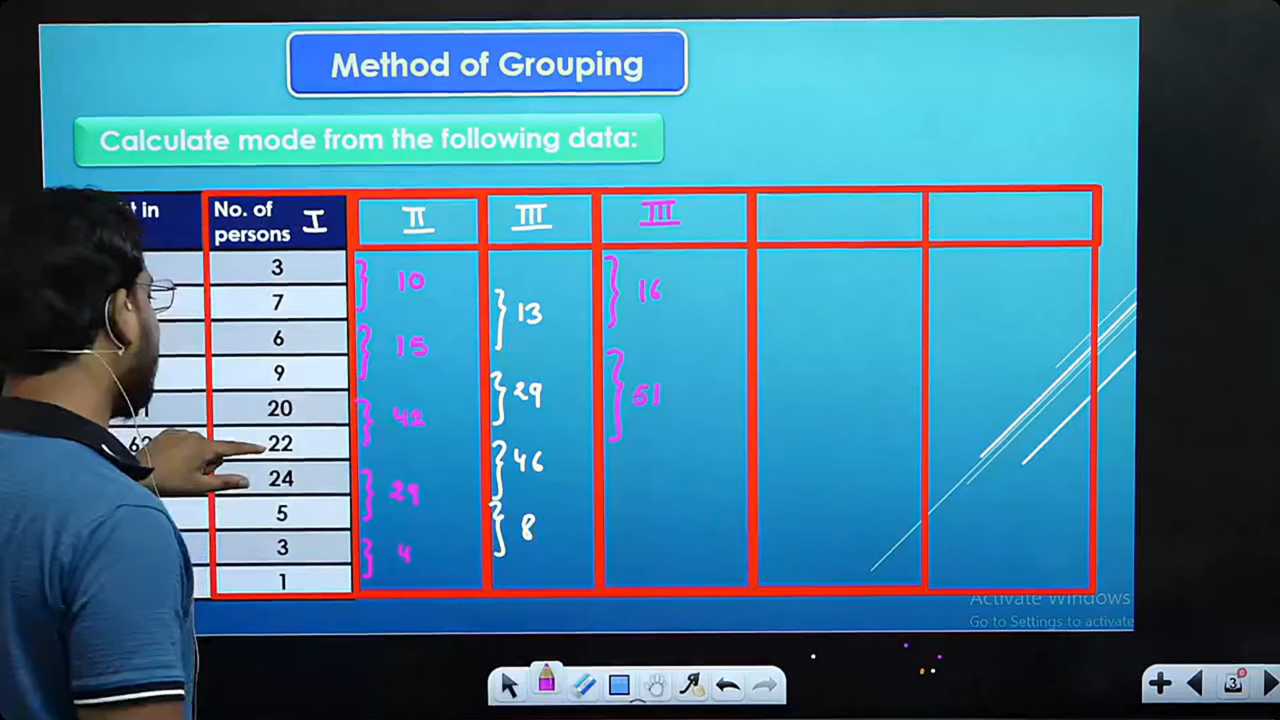 Method of Grouping
Calculate mode from the following data:
t in
No. of persons I
II
III
III
3
7
6
9
20
62
22
24
5
3
1
10
15
42
29
4
13
29
46
8
16
51
Activate Windows
Go to Settings to activate
3